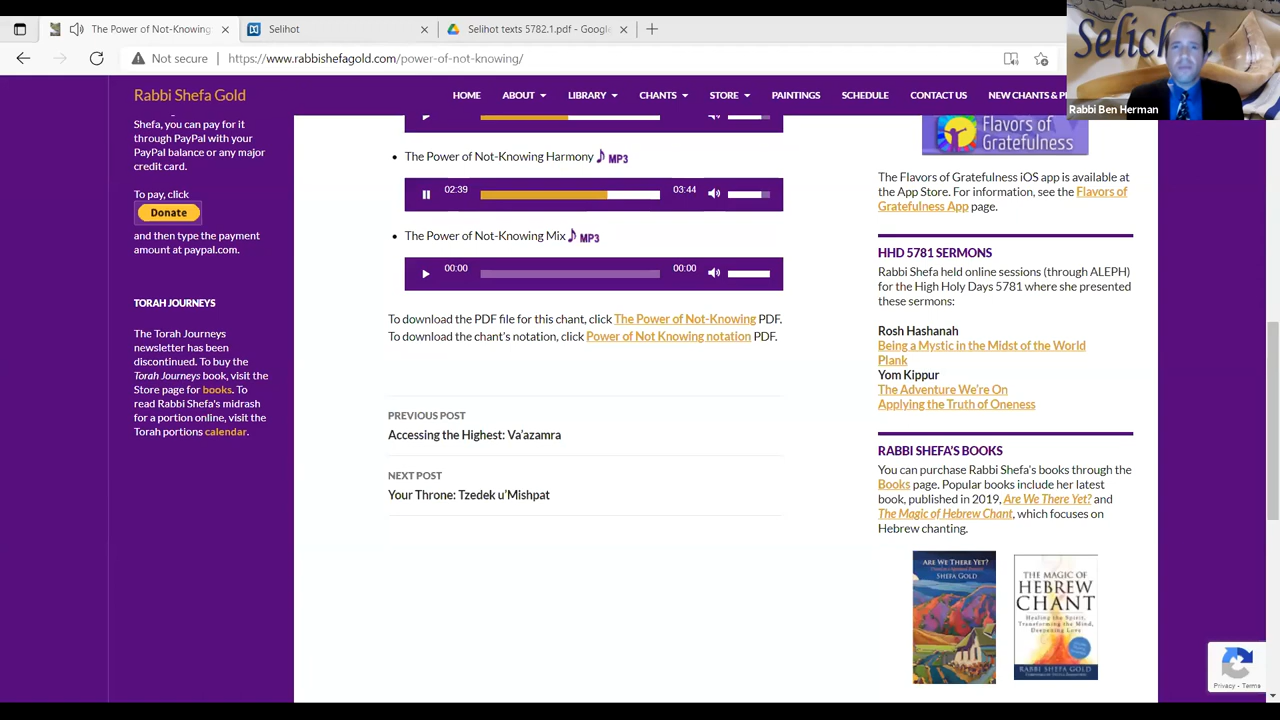 The Power of Not-Knowing
Selihot
Selihot texts 5782.1.pdf - Googl
Not secure
https://www.rabbishefagold.com/power-of-not-knowing/
Rabbi Ben Herman
Rabbi Shefa Gold
HOME
ABOUT
LIBRARY
CHANTS
STORE
PAINTINGS
SCHEDULE
CONTACT US
NEW CHANTS &
Shefa, you can pay for it
through PayPal with your
PayPal balance or any major
credit card.
To pay, click
Donate
and then type the payment
amount at paypal.com.
TORAH JOURNEYS
The Torah Journeys
newsletter has been
discontinued. To buy the
Torah Journeys book, visit the
Store page for books. To
read Rabbi Shefa's midrash
for a portion online, visit the
Torah portions calendar.
The Power of Not-Knowing Harmony MP3
02:39
03:44
The Power of Not-Knowing Mix MP3
00:00
00:00
To download the PDF file for this chant, click The Power of Not-Knowing PDF.
To download the chant's notation, click Power of Not Knowing notation PDF.
PREVIOUS POST
Accessing the Highest: Va'azamra
NEXT POST
Your Throne: Tzedek u'Mishpat
Flavors of
Gratefulness
The Flavors of Gratefulness iOS app is available at
the App Store. For information, see the Flavors of
Gratefulness App page.
HHD 5781 SERMONS
Rabbi Shefa held online sessions (through ALEPH)
for the High Holy Days 5781 where she presented
these sermons:
Rosh Hashanah
Being a Mystic in the Midst of the World
Plank
Yom Kippur
The Adventure We're On
Applying the Truth of Oneness
RABBI SHEFA'S BOOKS
You can purchase Rabbi Shefa's books through the
Books page. Popular books include her latest
book, published in 2019, Are We There Yet? and
The Magic of Hebrew Chant, which focuses on
Hebrew chanting.
ARE WE THERE YET?
SHEFA GOLD
THE MAGIC OF
HEBREW
CHANT
Healing the Spirit,
Transforming the Mind,
Deepening Love
RABBI SHEFA GOLD
Privacy - Terms